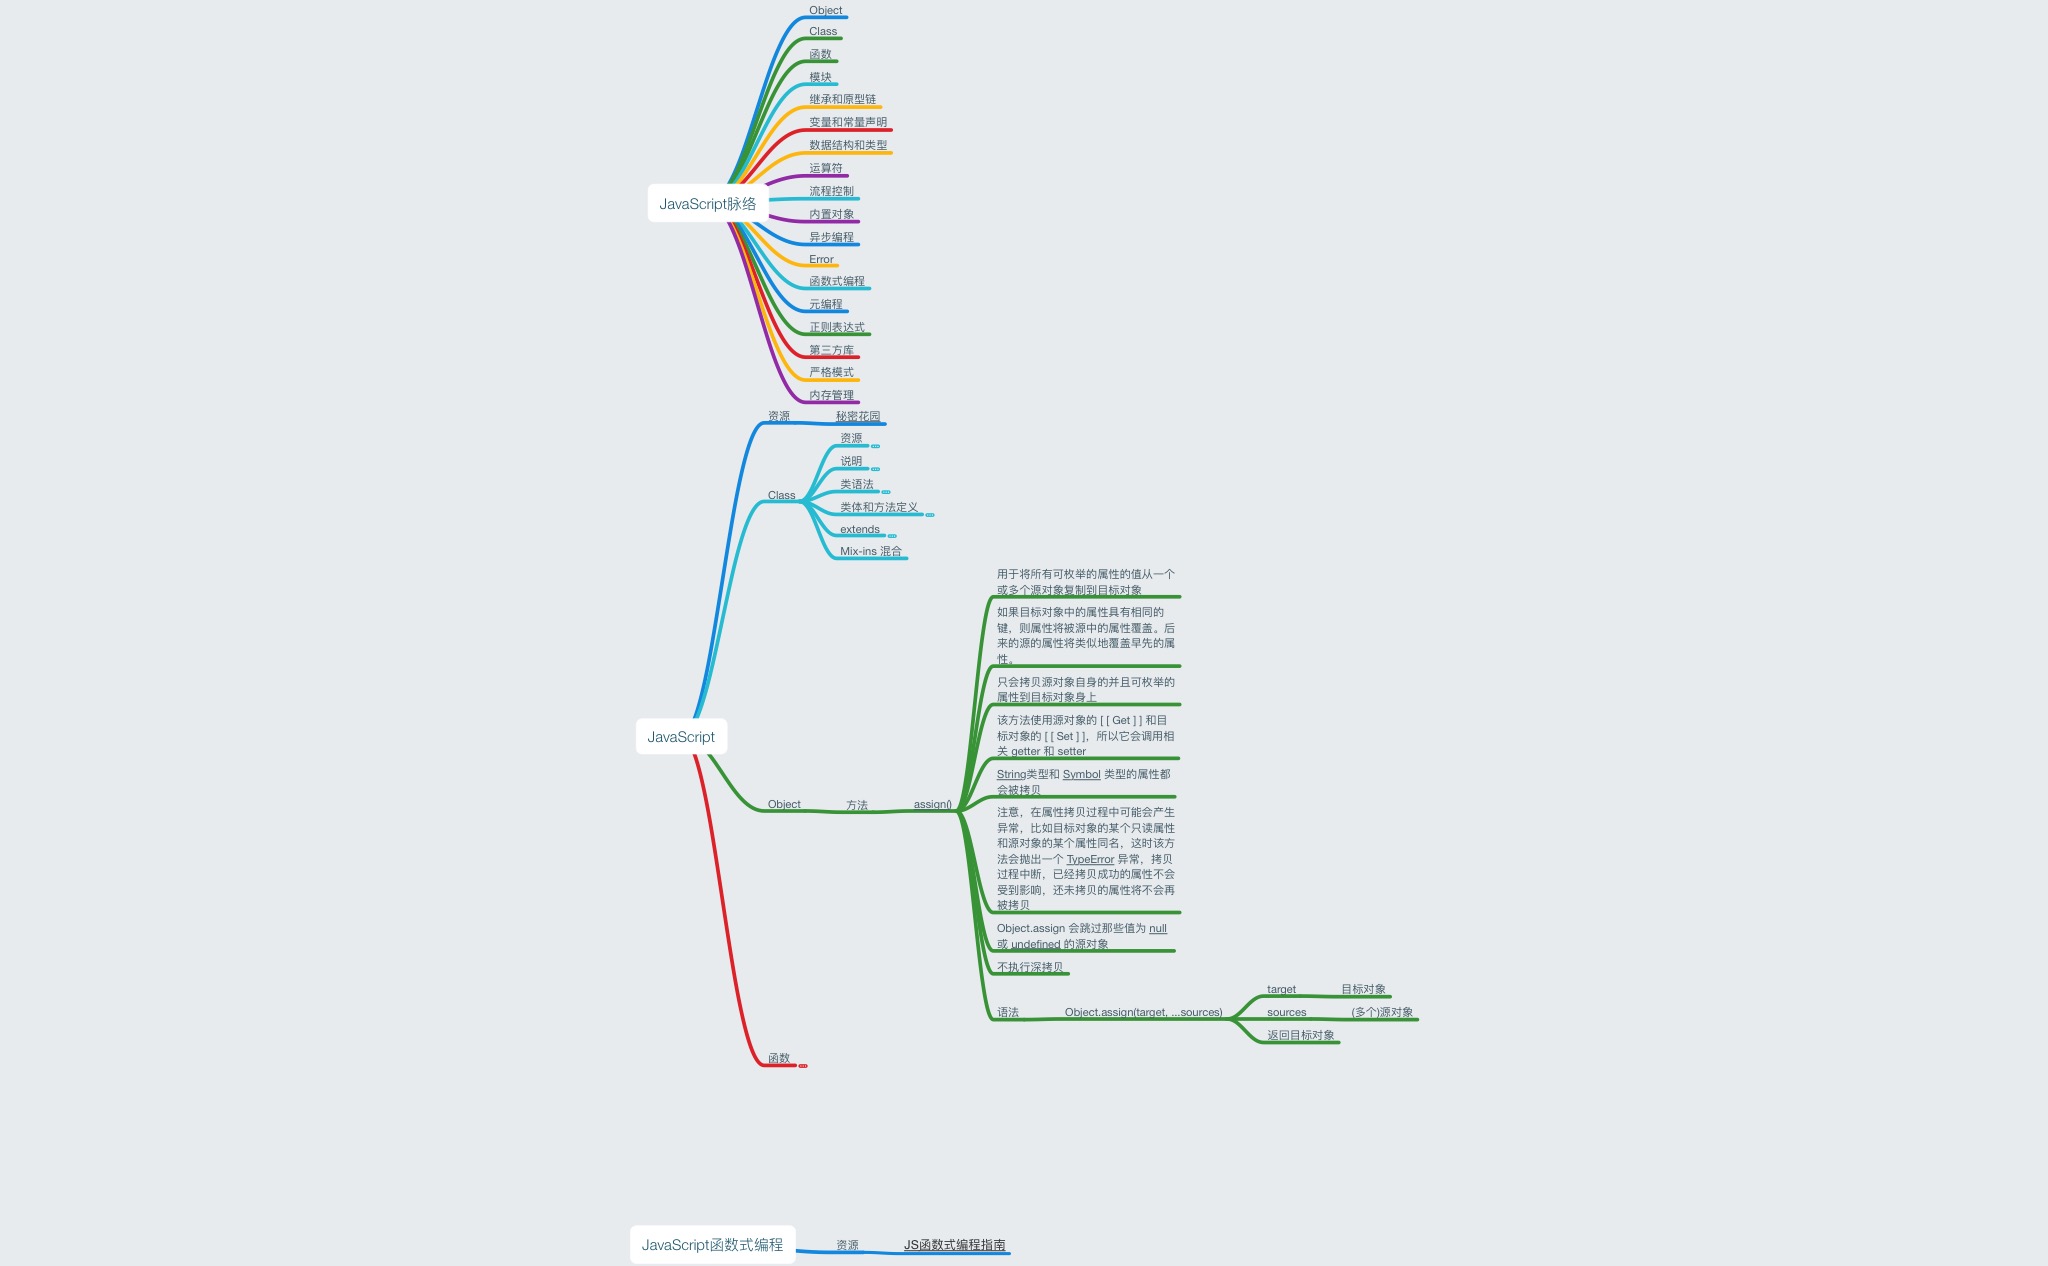 Object
Class
函数
模块
继承和原型链
变量和常量声明
数据结构和类型
运算符
JavaScript脉络
流程控制
内置对象
异步编程
Error
函数式编程
元编程
正则表达式
第三方库
严格模式
内存管理
资源
秘密花园
资源
说明
类语法
Class
类体和方法定义
extends
Mix-ins 混合
用于将所有可枚举的属性的值从一个
或多个源对象复制到目标对象
如果目标对象中的属性具有相同的
键，则属性将被源中的属性覆盖。后
来的源的属性将类似地覆盖早先的属
性。
只会拷贝源对象自身的并且可枚举的
属性到目标对象身上
该方法使用源对象的 [ [ Get ] ] 和目
标对象的 [ [ Set ] ]，所以它会调用相
关 getter 和 setter
JavaScript
String类型和 Symbol 类型的属性都
会被拷贝
Object
方法
assign()
注意，在属性拷贝过程中可能会产生
异常，比如目标对象的某个只读属性
和源对象的某个属性同名，这时该方
法会抛出一个 TypeError 异常，拷贝
过程中断，已经拷贝成功的属性不会
受到影响，还未拷贝的属性将不会再
被拷贝
Object.assign 会跳过那些值为 null
或 undefined 的源对象
不执行深拷贝
语法
Object.assign(target, ...sources)
target
目标对象
sources
(多个)源对象
返回目标对象
函数
JavaScript函数式编程
资源
JS函数式编程指南